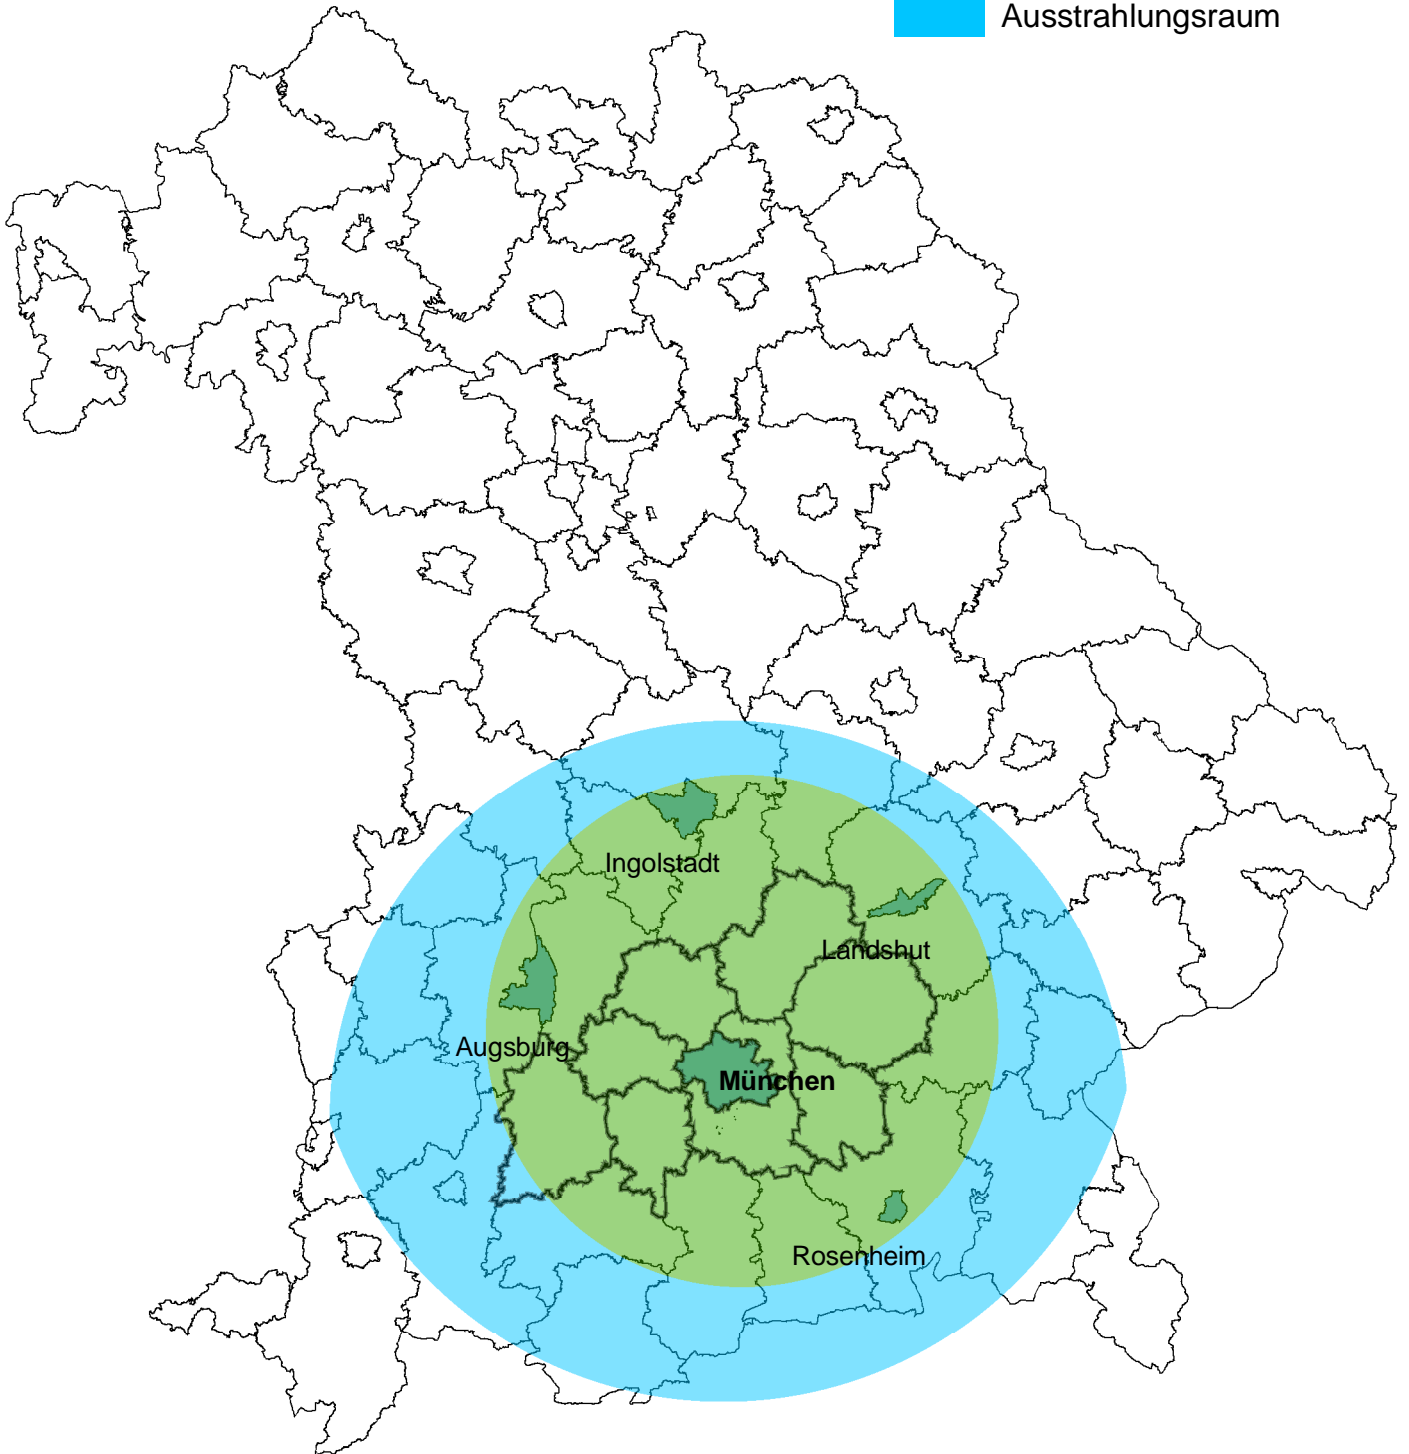 Ausstrahlungsraum
Ingolstadt
Landshut
Augsburg
München
Rosenheim